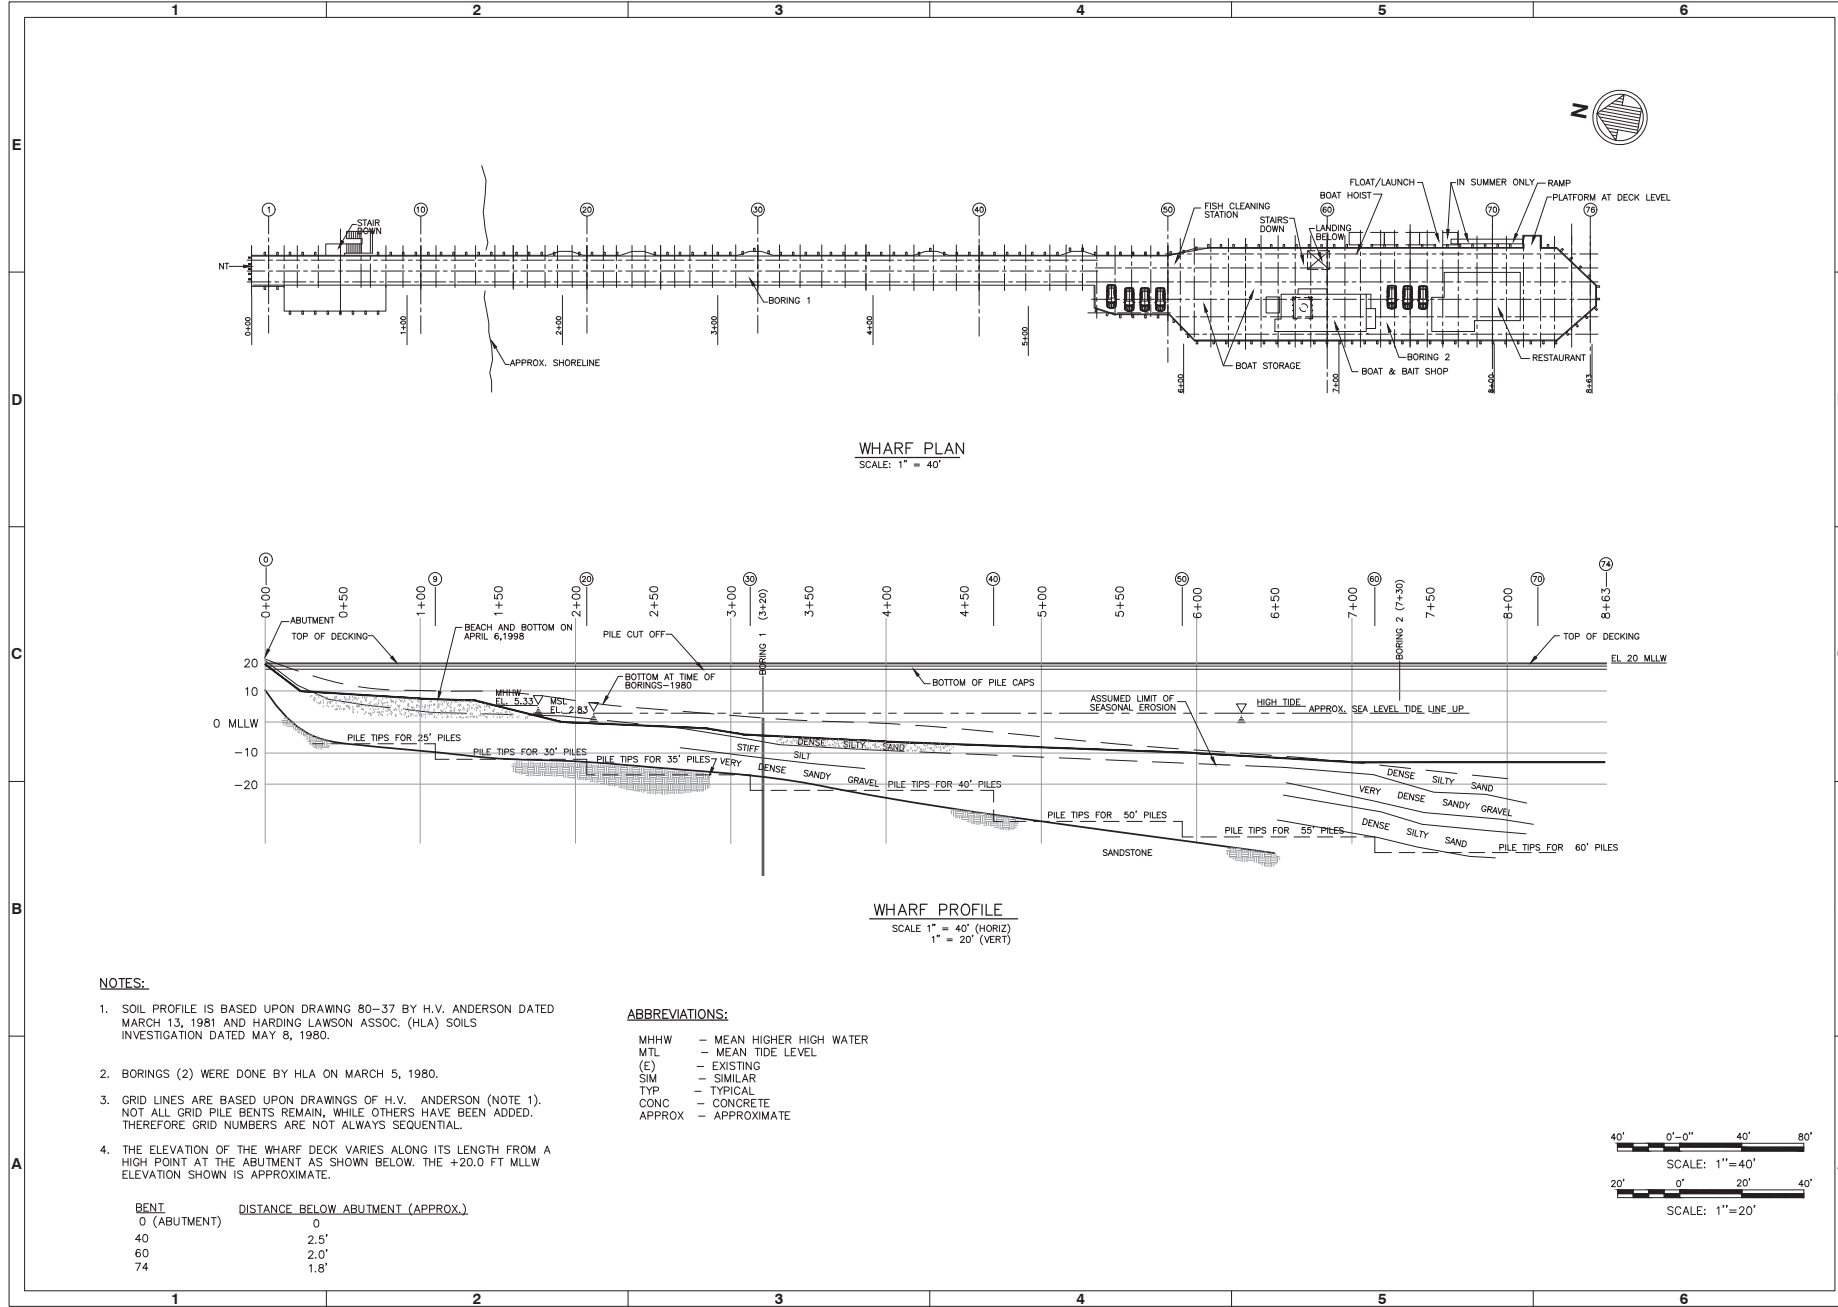 1 2 3 4 5 6
E
D
C
B
A
N
1 10 20 30 40 50 60 70 76
STAIR
DOWN
NT
0+00 1+00 2+00 3+00 4+00 5+00 6+00 7+00 8+00 8+63
APPROX. SHORELINE
BORING 1
FISH CLEANING
STATION
STAIRS
DOWN
LANDING
BELOW
BOAT HOIST
FLOAT/LAUNCH
IN SUMMER ONLY
RAMP
PLATFORM AT DECK LEVEL
BOAT STORAGE
BOAT & BAIT SHOP
BORING 2
RESTAURANT
WHARF PLAN
SCALE: 1" = 40'
0 9 20 30 40 50 60 70 74
0+00 0+50 1+00 1+50 2+00 2+50 3+00 3+50 4+00 4+50 5+00 5+50 6+00 6+50 7+00 7+50 8+00 8+63
BORING 1 (3+20)
BORING 2 (7+30)
ABUTMENT
TOP OF DECKING
BEACH AND BOTTOM ON
APRIL 6,1998
PILE CUT OFF
BOTTOM AT TIME OF
BORINGS-1980
BOTTOM OF PILE CAPS
TOP OF DECKING
EL 20 MLLW
20
10
0 MLLW
-10
-20
MHHW
EL. 5.33
MSL
EL. 2.83
ASSUMED LIMIT OF
SEASONAL EROSION
HIGH TIDE
APPROX. SEA LEVEL TIDE LINE UP
PILE TIPS FOR 25' PILES
PILE TIPS FOR 30' PILES
PILE TIPS FOR 35' PILES
DENSE SILTY SAND
STIFF SILT
VERY DENSE SANDY GRAVEL
PILE TIPS FOR 40' PILES
PILE TIPS FOR 50' PILES
PILE TIPS FOR 55' PILES
PILE TIPS FOR 60' PILES
DENSE SILTY SAND
VERY DENSE SANDY GRAVEL
DENSE SILTY SAND
SANDSTONE
WHARF PROFILE
SCALE 1" = 40' (HORIZ)
1" = 20' (VERT)
NOTES:
1. SOIL PROFILE IS BASED UPON DRAWING 80-37 BY H.V. ANDERSON DATED
MARCH 13, 1981 AND HARDING LAWSON ASSOC. (HLA) SOILS
INVESTIGATION DATED MAY 8, 1980.
2. BORINGS (2) WERE DONE BY HLA ON MARCH 5, 1980.
3. GRID LINES ARE BASED UPON DRAWINGS OF H.V. ANDERSON (NOTE 1).
NOT ALL GRID PILE BENTS REMAIN, WHILE OTHERS HAVE BEEN ADDED.
THEREFORE GRID NUMBERS ARE NOT ALWAYS SEQUENTIAL.
4. THE ELEVATION OF THE WHARF DECK VARIES ALONG ITS LENGTH FROM A
HIGH POINT AT THE ABUTMENT AS SHOWN BELOW. THE +20.0 FT MLLW
ELEVATION SHOWN IS APPROXIMATE.
BENT DISTANCE BELOW ABUTMENT (APPROX.)
0 (ABUTMENT) 0
40 2.5'
60 2.0'
74 1.8'
ABBREVIATIONS:
MHHW - MEAN HIGHER HIGH WATER
MTL - MEAN TIDE LEVEL
(E) - EXISTING
SIM - SIMILAR
TYP - TYPICAL
CONC - CONCRETE
APPROX - APPROXIMATE
40' 0'-0" 40' 80'
SCALE: 1"=40'
20' 0' 20' 40'
SCALE: 1"=20'
1 2 3 4 5 6